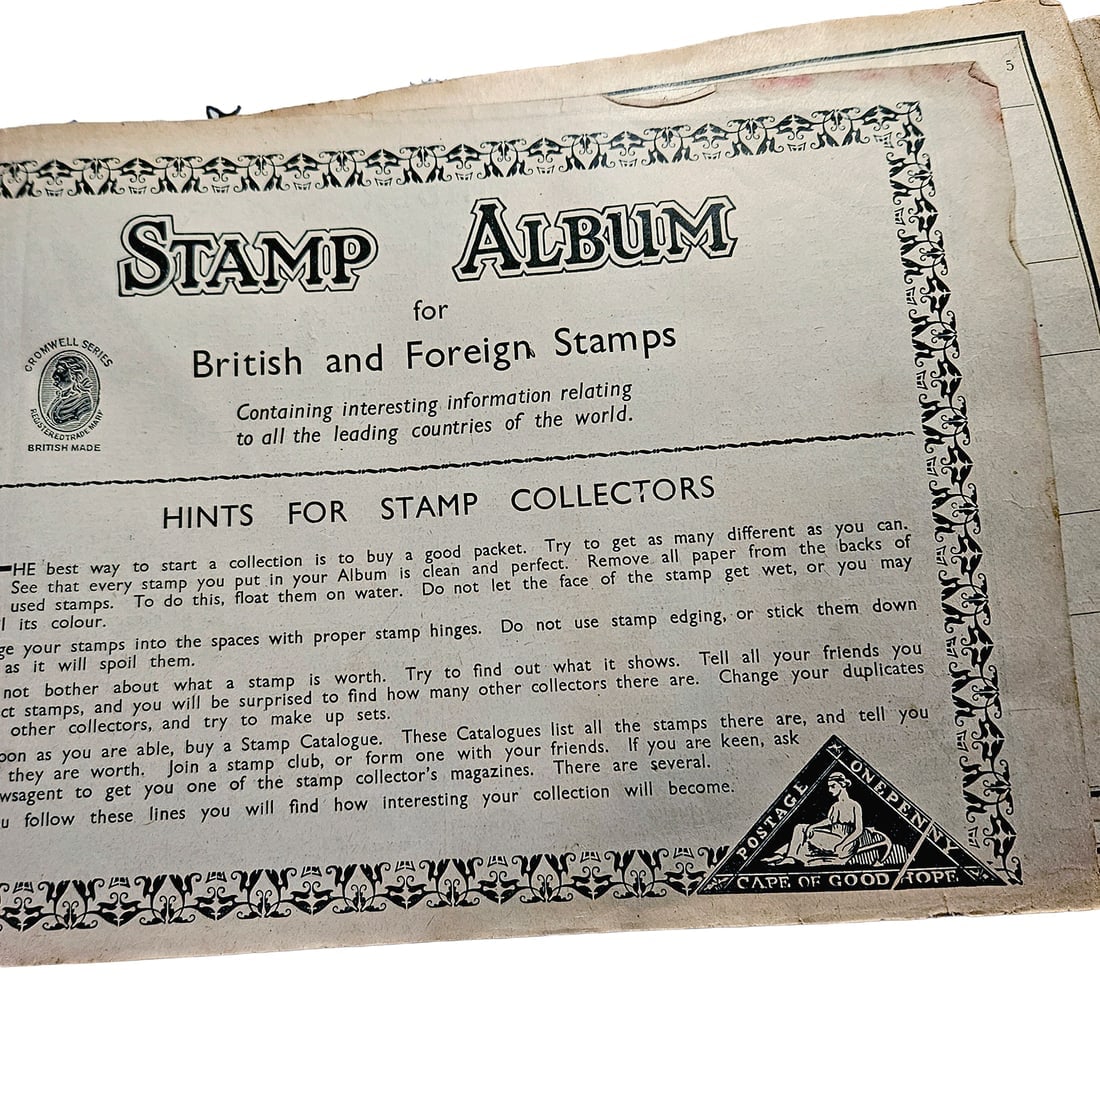 5
STAMP ALBUM
for
British and Foreign Stamps
Containing interesting information relating
to all the leading countries of the world.
CROMWELL SERIES
REGISTERED TRADE MARK
BRITISH MADE
HINTS FOR STAMP COLLECTORS
HE best way to start a collection is to buy a good packet. Try to get as many different as you can.
See that every stamp you put in your Album is clean and perfect. Remove all paper from the backs of
used stamps. To do this, float them on water. Do not let the face of the stamp get wet, or you may
l its colour.
ge your stamps into the spaces with proper stamp hinges. Do not use stamp edging, or stick them down
as it will spoil them.
not bother about what a stamp is worth. Try to find out what it shows. Tell all your friends you
ct stamps, and you will be surprised to find how many other collectors there are. Change your duplicates
other collectors, and try to make up sets.
oon as you are able, buy a Stamp Catalogue. These Catalogues list all the stamps there are, and tell you
they are worth. Join a stamp club, or form one with your friends. If you are keen, ask
wsagent to get you one of the stamp collector's magazines. There are several.
u follow these lines you will find how interesting your collection will become.
POSTAGE
ONE PENNY
CAPE OF GOOD HOPE